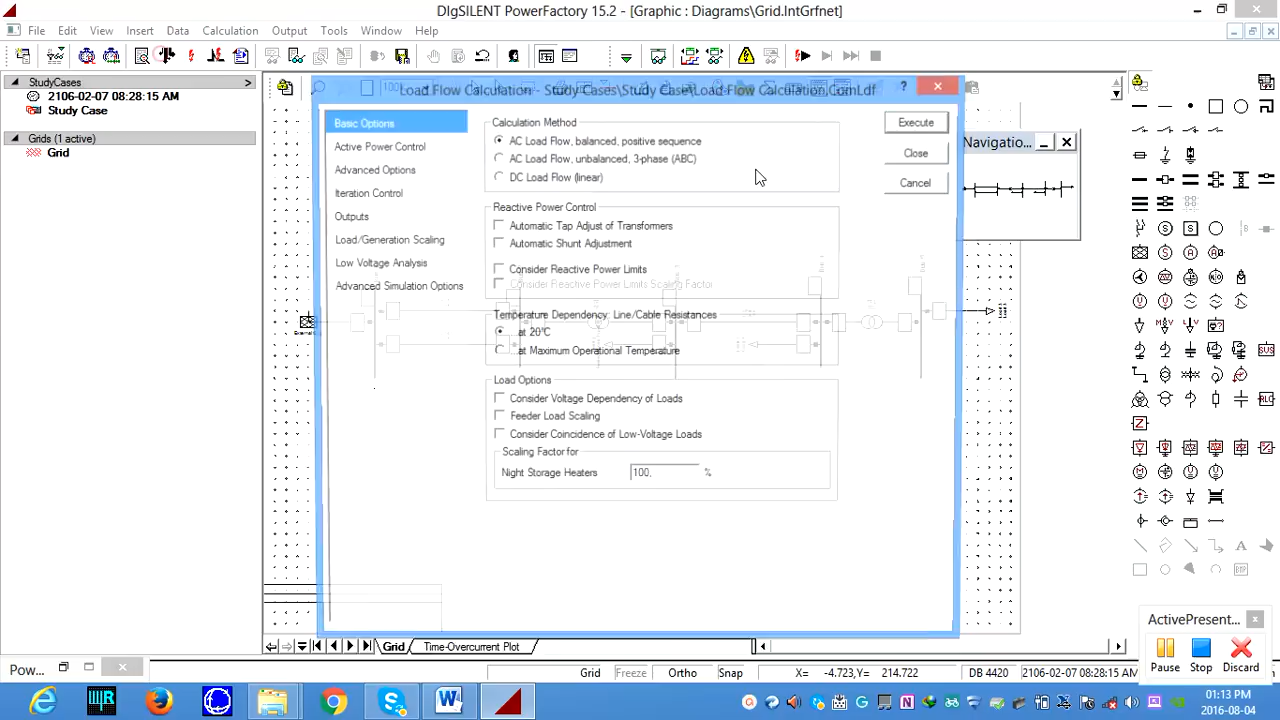 DIgSILENT PowerFactory 15.2 - [Graphic : Diagrams\Grid.IntGrfnet]
File Edit View Insert Data Calculation Output Tools Window Help
StudyCases >
2106-02-07 08:28:15 AM
Study Case
Grids (1 active)
Grid
Load Flow Calculation - Study Cases\Study Case\Load Flow Calculation.ComLdf ?
Basic Options
Active Power Control
Advanced Options
Iteration Control
Outputs
Load/Generation Scaling
Low Voltage Analysis
Advanced Simulation Options
Calculation Method
AC Load Flow, balanced, positive sequence
AC Load Flow, unbalanced, 3-phase (ABC)
DC Load Flow (linear)
Reactive Power Control
Automatic Tap Adjust of Transformers
Automatic Shunt Adjustment
Consider Reactive Power Limits
Consider Reactive Power Limits Scaling Factor
Temperature Dependency: Line/Cable Resistances
at 20°C
at Maximum Operational Temperature
Load Options
Consider Voltage Dependency of Loads
Feeder Load Scaling
Consider Coincidence of Low-Voltage Loads
Scaling Factor for
Night Storage Heaters 100, %
Execute
Close
Cancel
Navigatio...
Grid Time-Overcurrent Plot
Pow...
Grid Freeze Ortho Snap X= -4.723, Y= 214.722 DB 4420 2106-02-07 08:28:15 AM
ActivePresent...
Pause Stop Discard
01:13 PM
2016-08-04